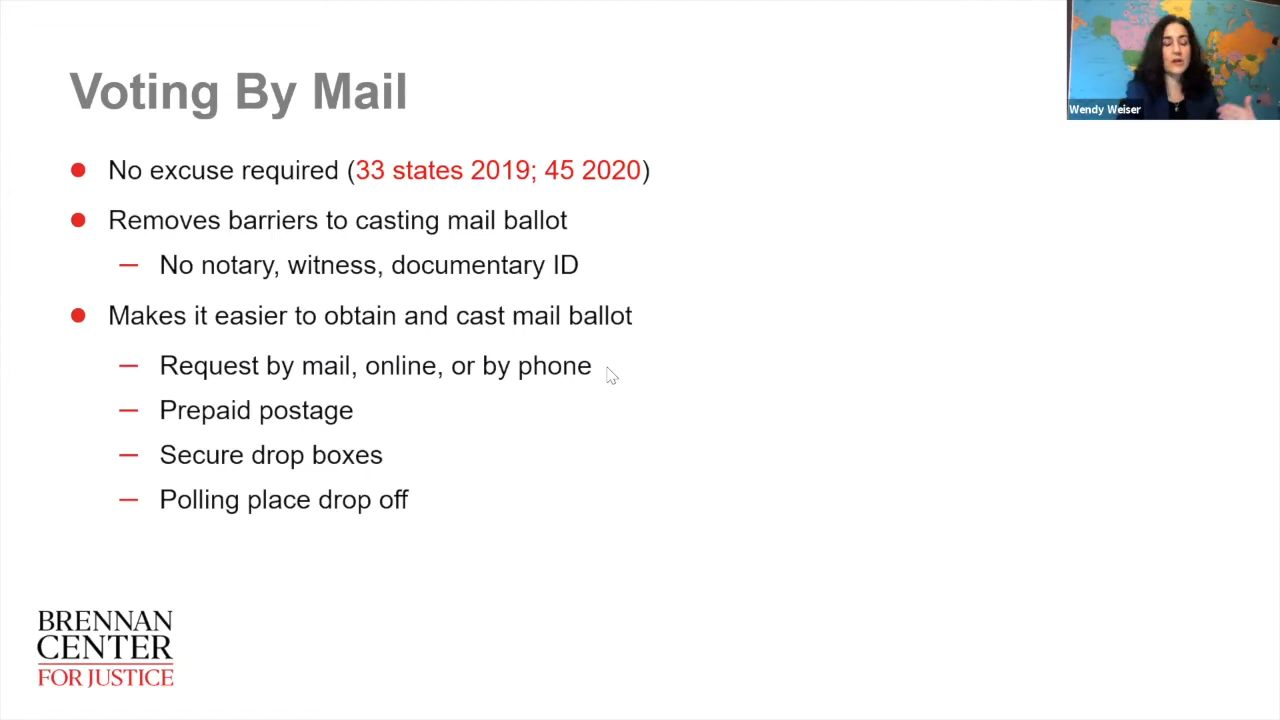 Voting By Mail
Wendy Weiser
● No excuse required (33 states 2019; 45 2020)
● Removes barriers to casting mail ballot
— No notary, witness, documentary ID
● Makes it easier to obtain and cast mail ballot
— Request by mail, online, or by phone
— Prepaid postage
— Secure drop boxes
— Polling place drop off
BRENNAN
CENTER
FOR JUSTICE